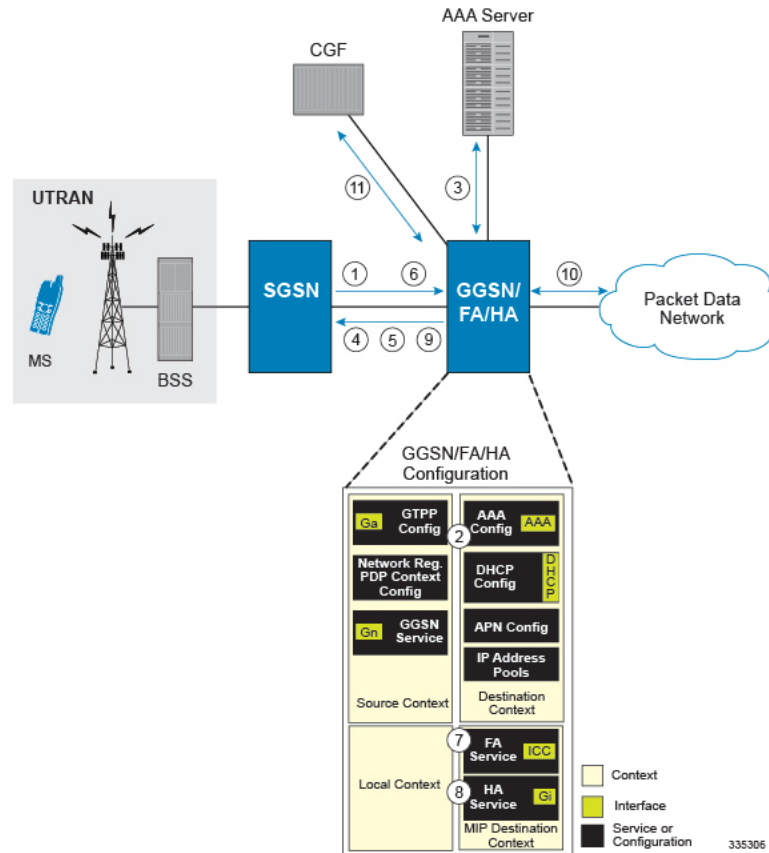 AAA Server
CGF
11
3
UTRAN
MS
BSS
SGSN
1
6
4
5
9
GGSN/
FA/HA
10
Packet Data
Network
GGSN/FA/HA
Configuration
Ga
GTPP
Config
Network Reg.
PDP Context
Config
Gn
GGSN
Service
Source Context
2
AAA
Config
AAA
DHCP
Config
DHCP
APN Config
IP Address
Pools
Destination
Context
Local Context
7
FA
Service
ICC
8
HA
Service
Gi
MIP Destination
Context
Context
Interface
Service or
Configuration
335306